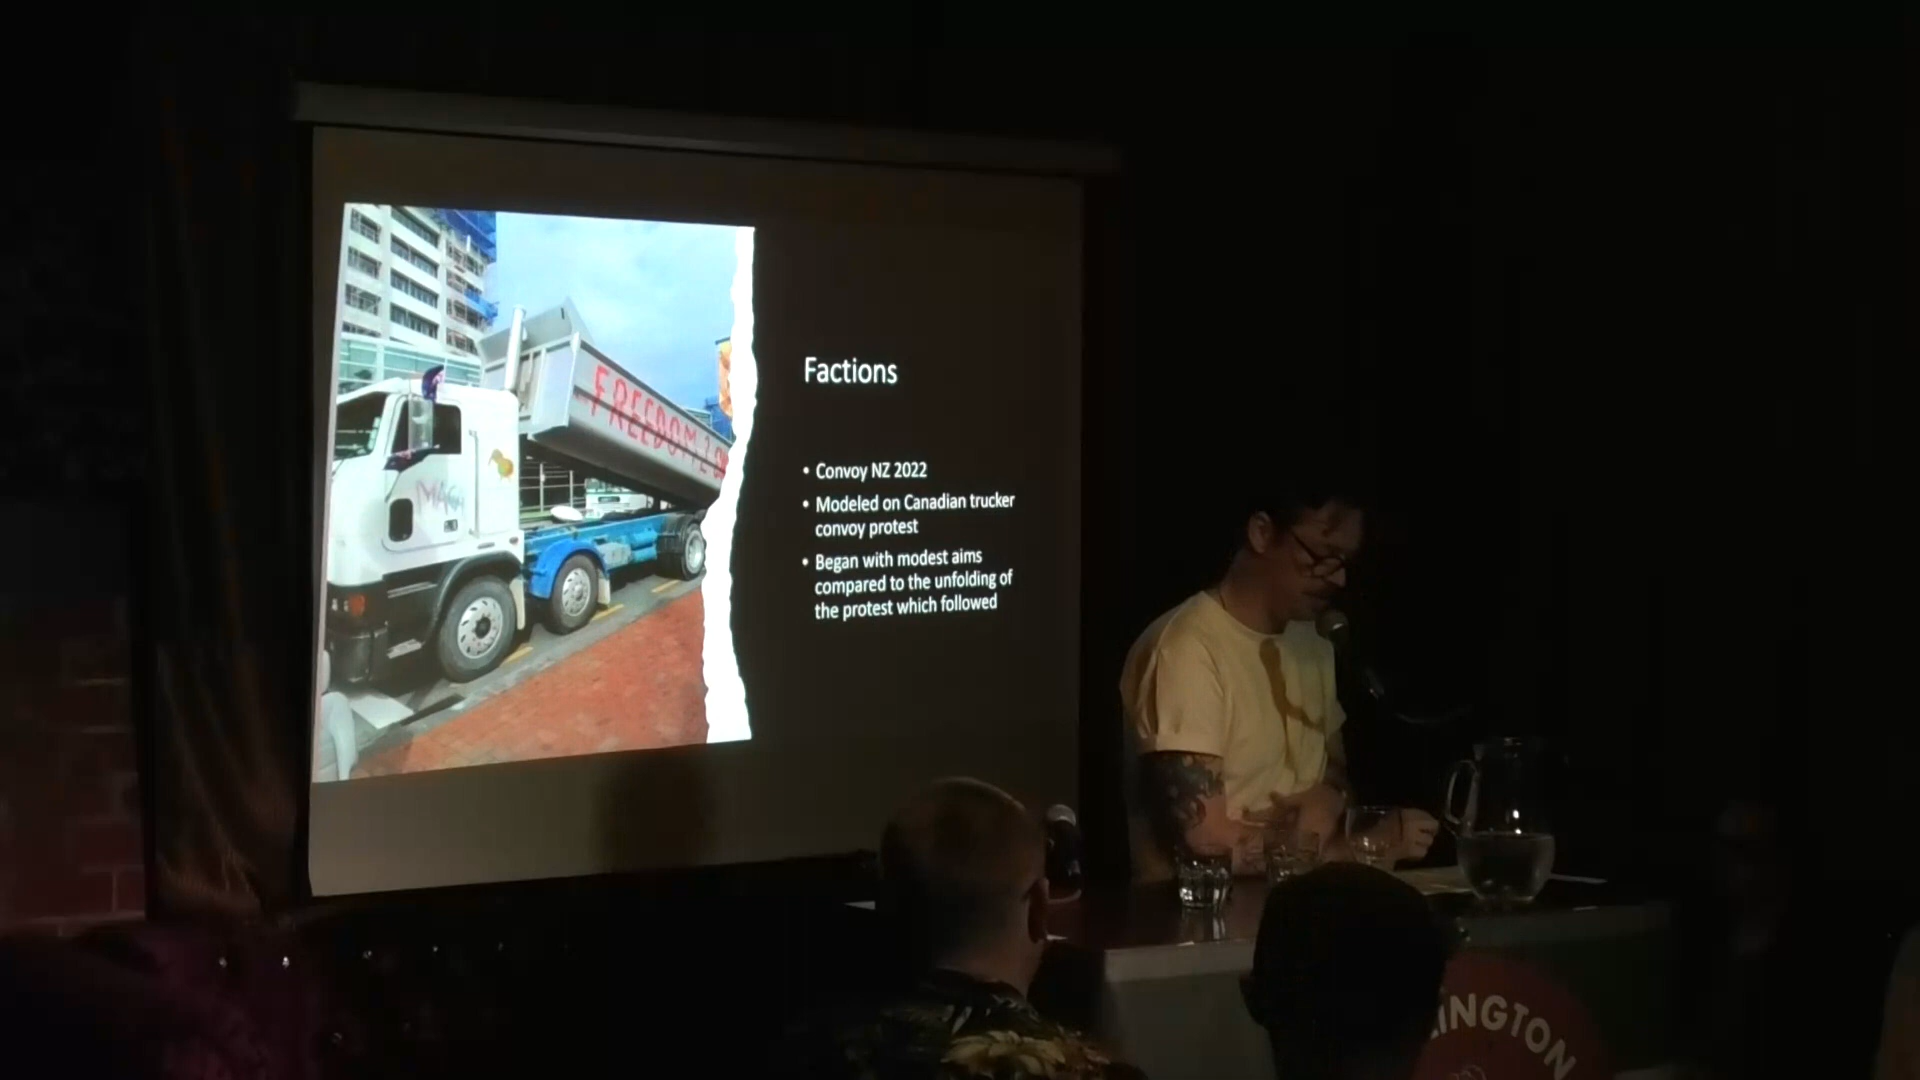 FREEDOM 2
Factions
• Convoy NZ 2022
• Modeled on Canadian trucker
convoy protest
• Began with modest aims
compared to the unfolding of
the protest which followed
INGTON